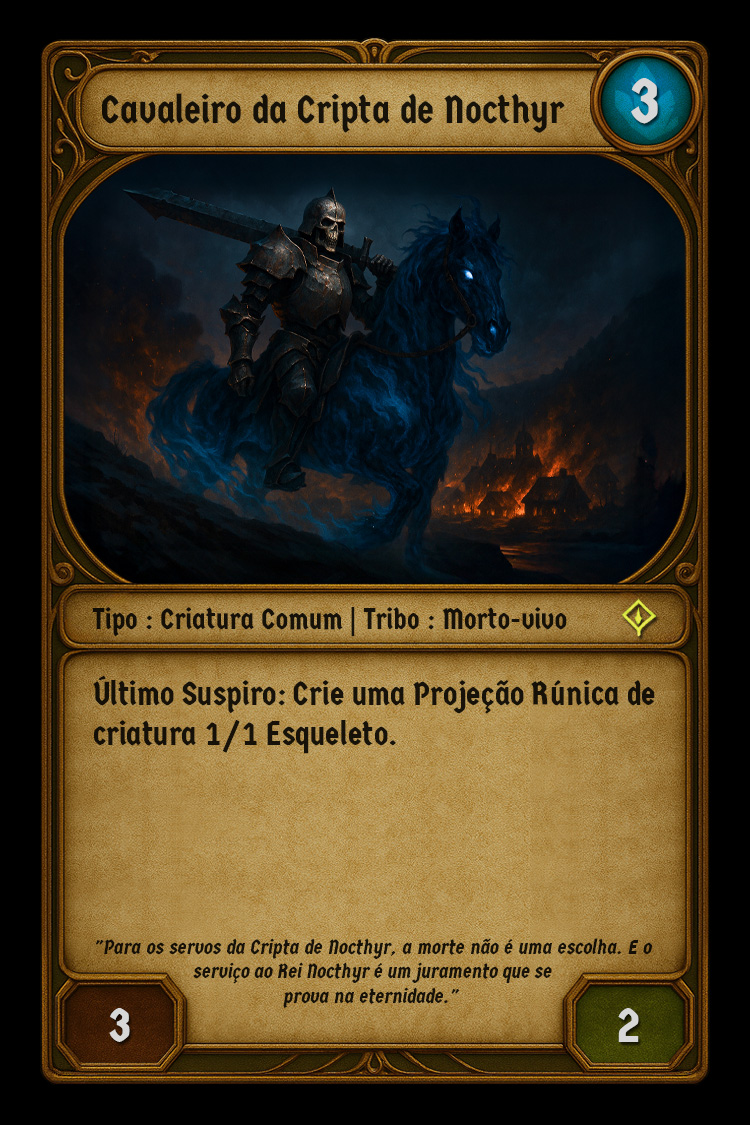 Cavaleiro da Cripta de Nocthyr
3
Tipo : Criatura Comum | Tribo : Morto-vivo
Último Suspiro: Crie uma Projeção Rúnica de
criatura 1/1 Esqueleto.
"Para os servos da Cripta de Nocthyr, a morte não é uma escolha. E o
serviço ao Rei Nocthyr é um juramento que se
prova na eternidade."
3
2